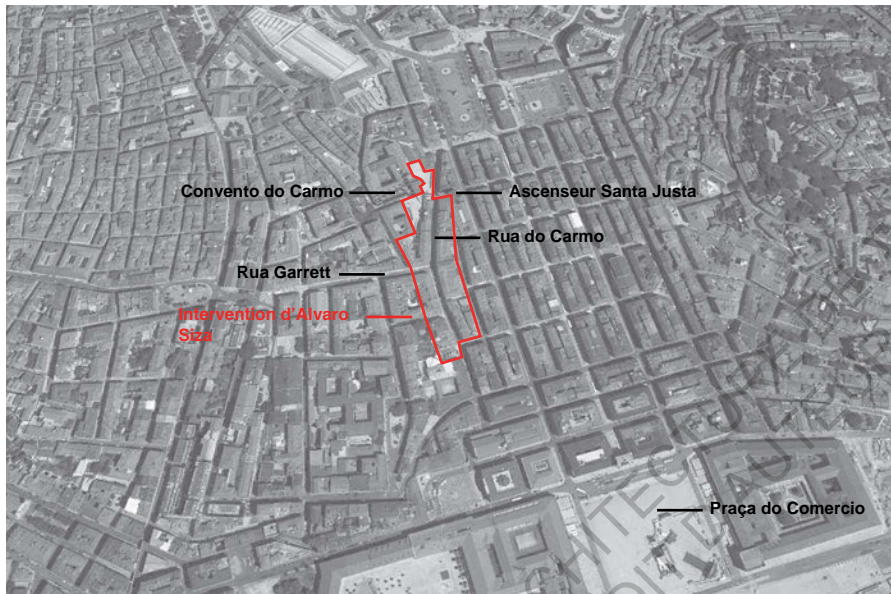 Convento do Carmo
Ascenseur Santa Justa
Rua do Carmo
Rua Garrett
Intervention d'Alvaro
Siza
Praça do Comercio